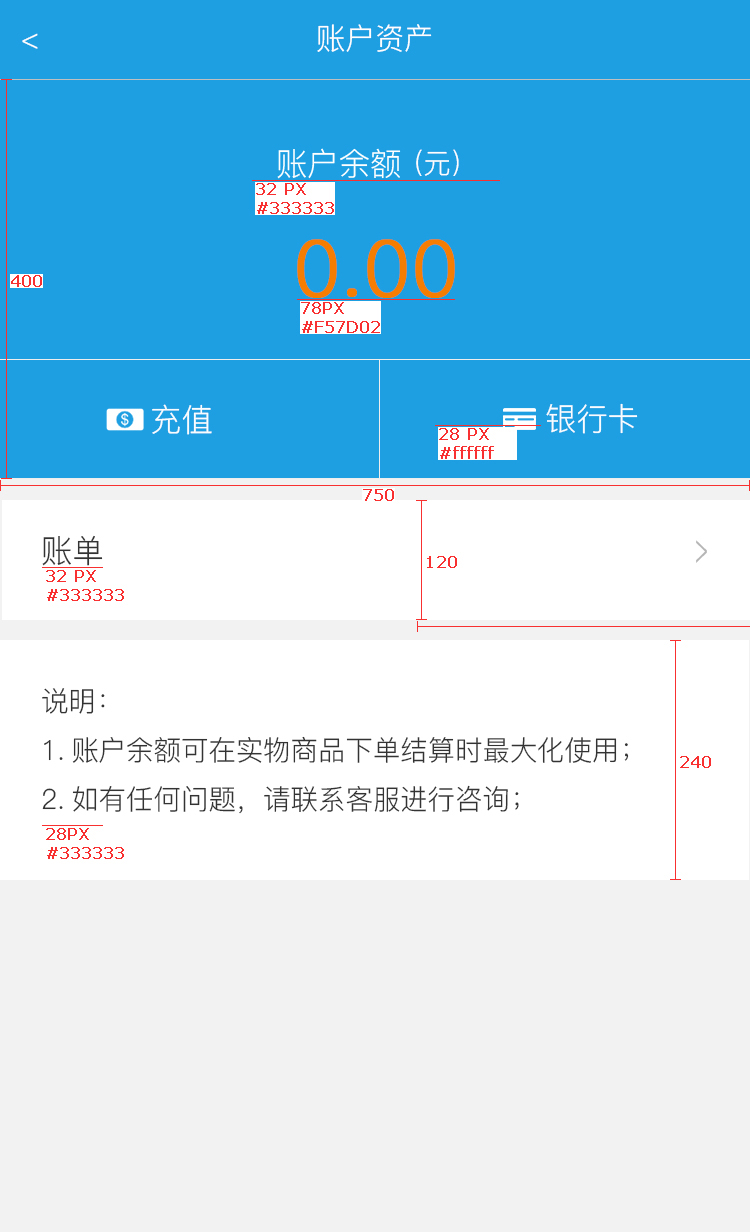 <
账户资产
账户余额（元）
32 PX
#333333
0.00
400
78PX
#F57D02
$ 充值
银行卡
28 PX
#ffffff
750
账单
32 PX
#333333
120
说明：
1. 账户余额可在实物商品下单结算时最大化使用；
240
2. 如有任何问题，请联系客服进行咨询；
28PX
#333333